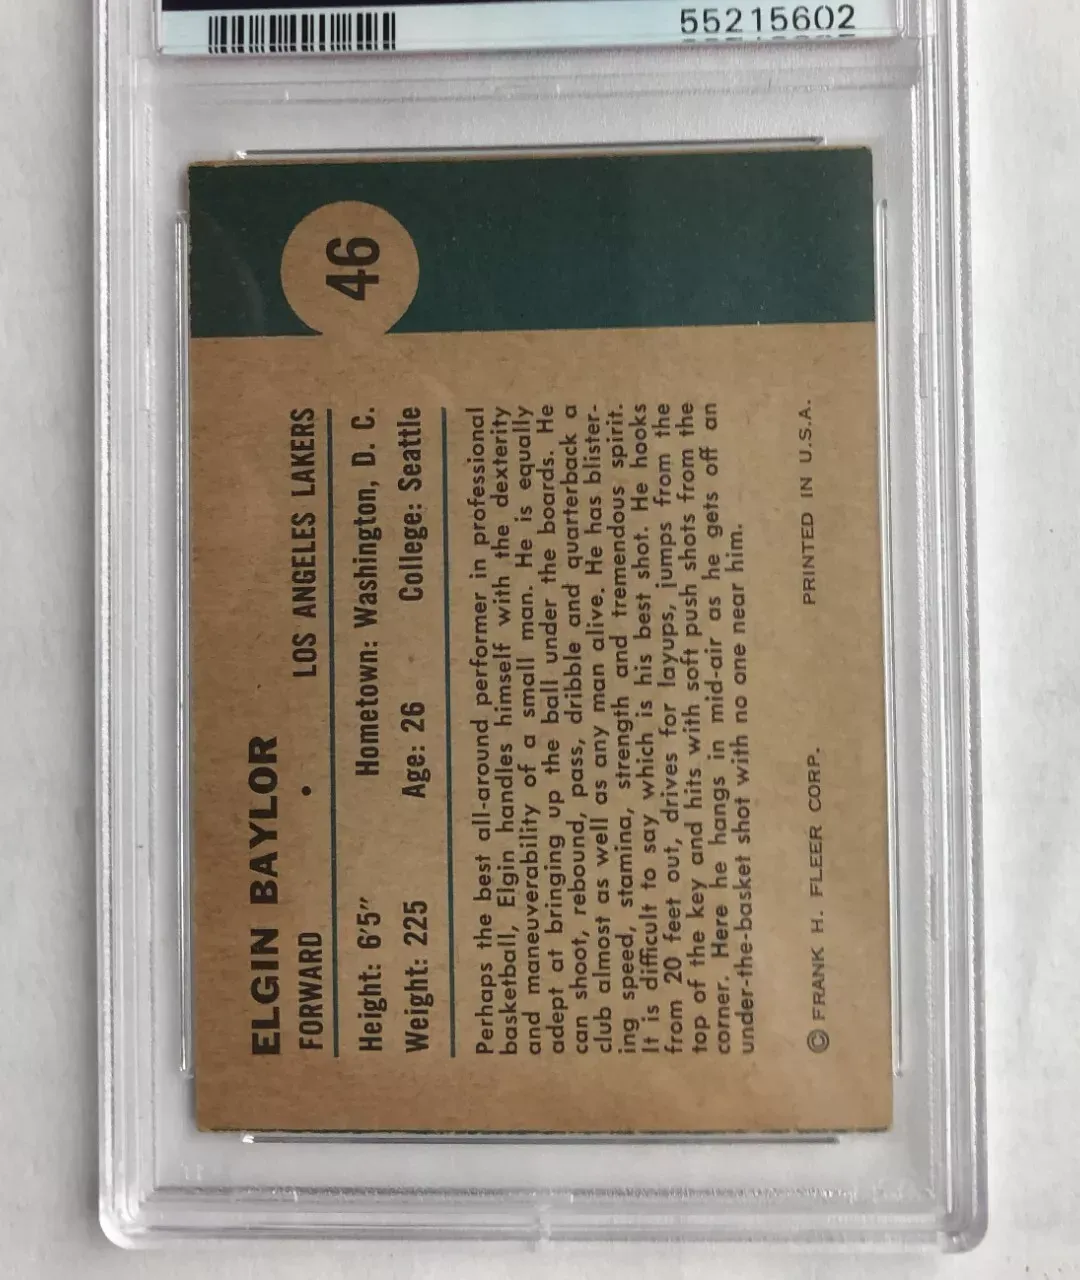 55215602
46
ELGIN BAYLOR
FORWARD • LOS ANGELES LAKERS
Height: 6'5" Hometown: Washington, D. C.
Weight: 225 Age: 26 College: Seattle
Perhaps the best all-around performer in professional
basketball, Elgin handles himself with the dexterity
and maneuverability of a small man. He is equally
adept at bringing up the ball under the boards. He
can shoot, rebound, pass, dribble and quarterback a
club almost as well as any man alive. He has blister-
ing speed, stamina, strength and tremendous spirit.
It is difficult to say which is his best shot. He hooks
from 20 feet out, drives for layups, jumps from the
top of the key and hits with soft push shots from the
corner. Here he hangs in mid-air as he gets off an
under-the-basket shot with no one near him.
© FRANK H. FLEER CORP. PRINTED IN U.S.A.